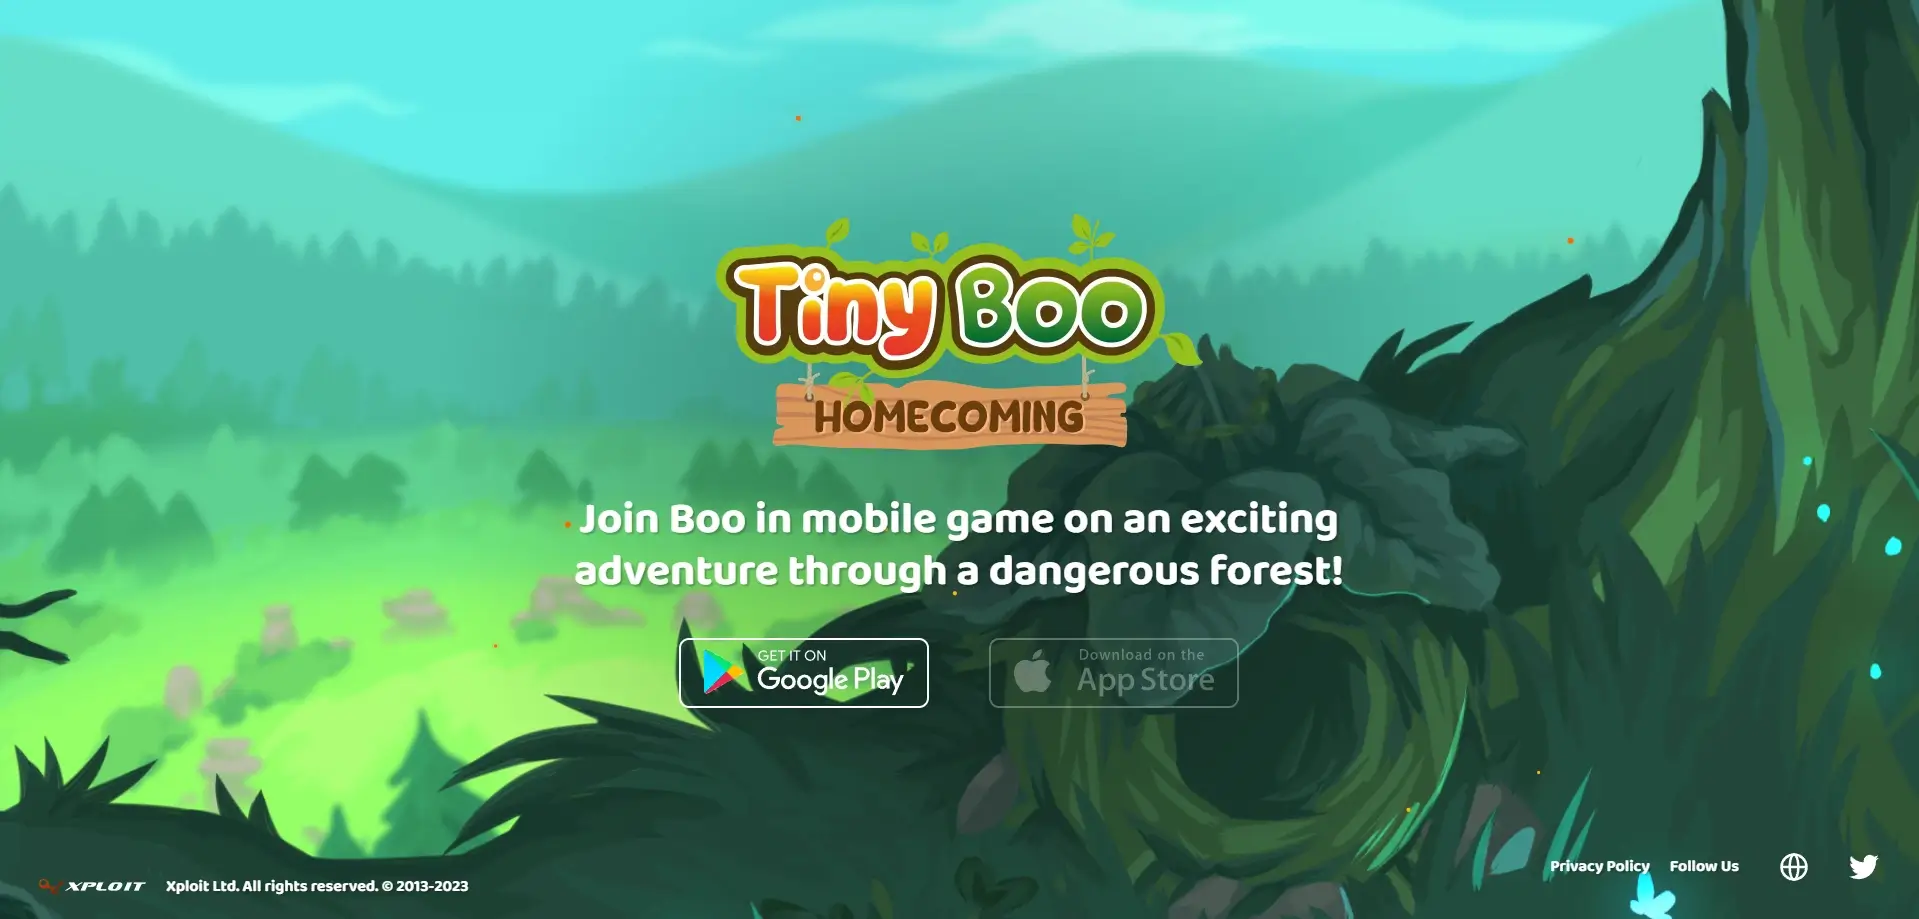 Tiny Boo
HOMECOMING
Join Boo in mobile game on an exciting
adventure through a dangerous forest!
GET IT ON
Google Play
Download on the
App Store
XPLOIT
Xploit Ltd. All rights reserved. © 2013-2023
Privacy Policy
Follow Us